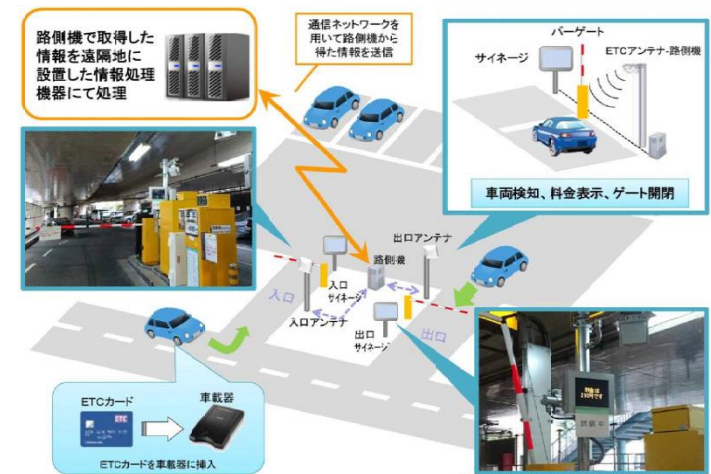 路側機で取得した
情報を遠隔地に
設置した情報処理
機器にて処理
通信ネットワークを
用いて路側機から
得た情報を送信
バーゲート
サイネージ
ETCアンテナ・路側機
車両検知、料金表示、ゲート開閉
出口アンテナ
路側機
入口
入口
サイネージ
入口アンテナ
出口
サイネージ
出口
ETCカード
車載器
ETC
ETCカードを車載器に挿入
料金は